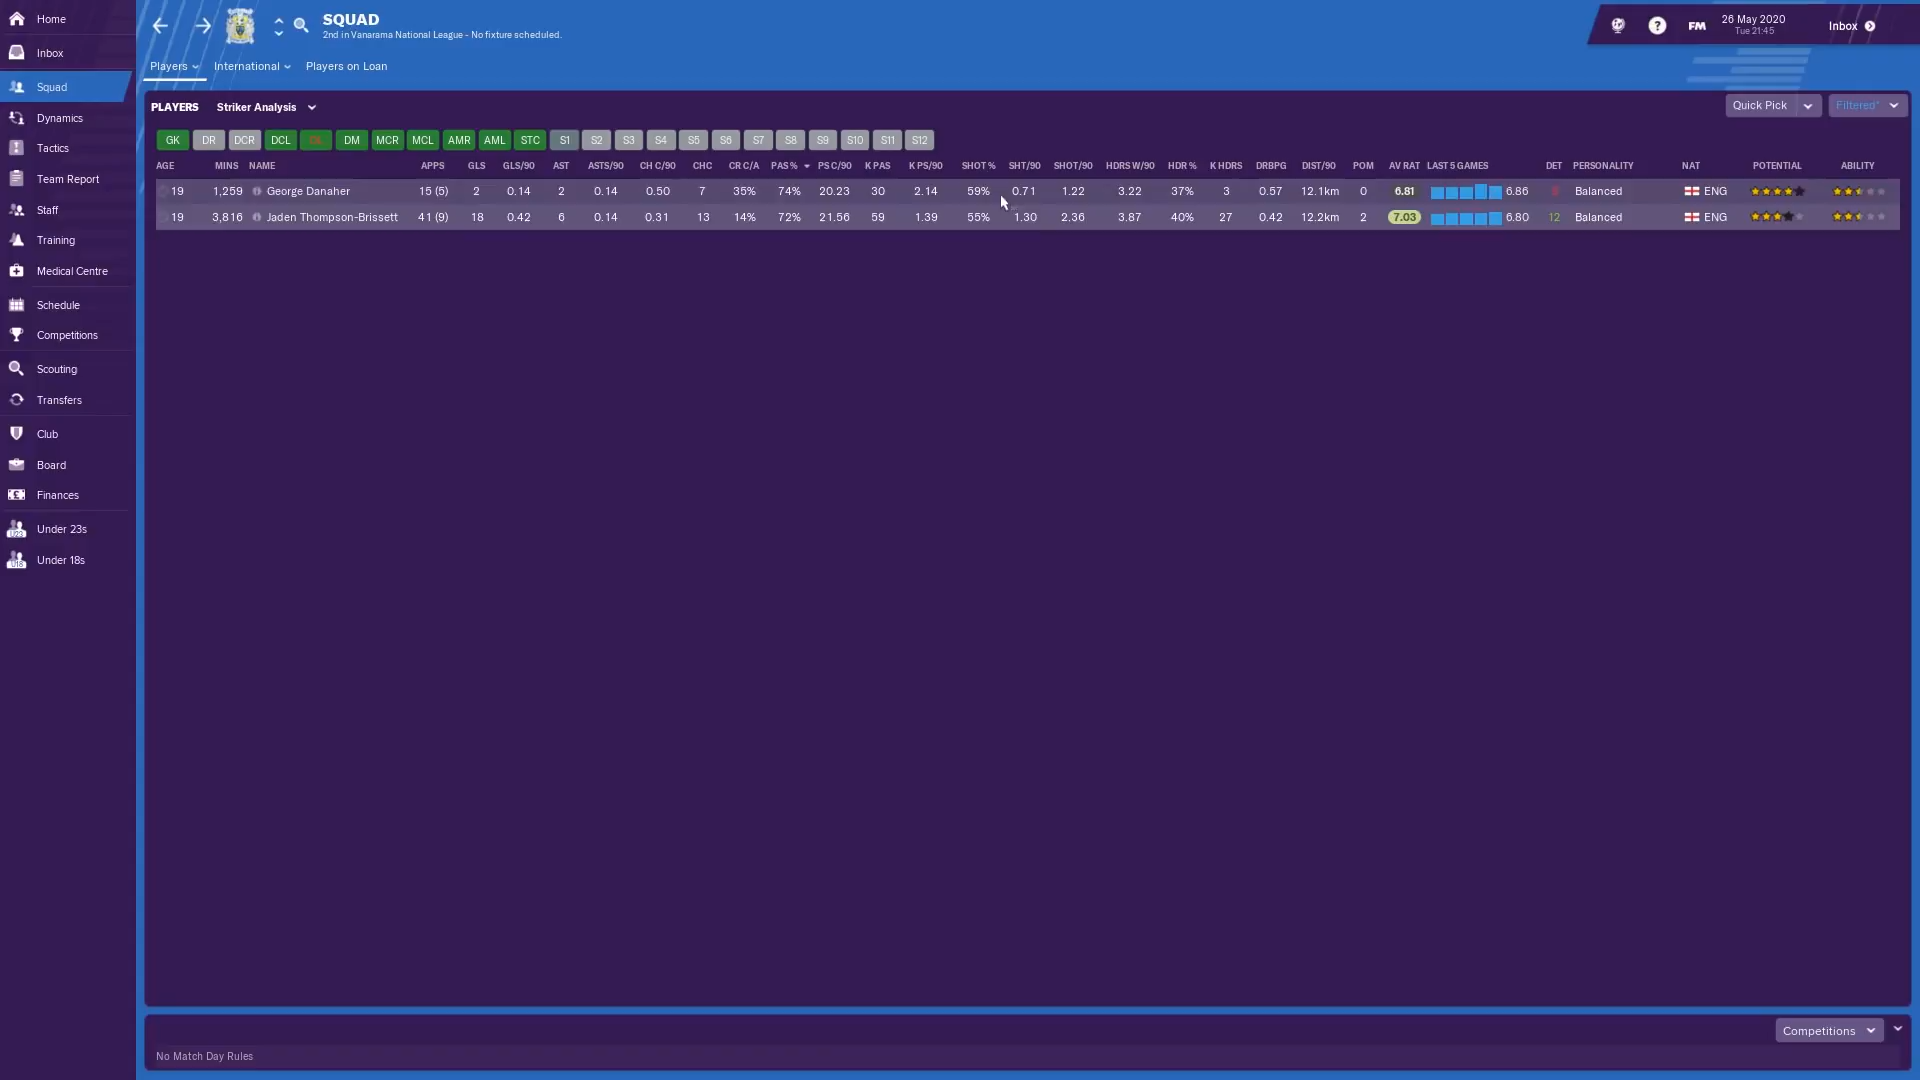 Home
Inbox
Squad
Dynamics
Tactics
Team Report
Staff
Training
Medical Centre
Schedule
Competitions
Scouting
Transfers
Club
Board
Finances
Under 23s
Under 18s
SQUAD
2nd in Vanarama National League - No fixture scheduled.
FM 26 May 2020 Inbox
Tue 21:45
Players International Players on Loan
PLAYERS Striker Analysis Quick Pick Filtered*
GK DR DCR DCL DL DM MCR MCL AMR AML STC S1 S2 S3 S4 S5 S6 S7 S8 S9 S10 S11 S12
AGE MINS NAME APPS GLS GLS/90 AST ASTS/90 CH C/90 CHC CR C/A PAS % PS C/90 K PAS K PS/90 SHOT % SHT/90 SHOT/90 HDRS W/90 HDR % K HDRS DRBPG DIST/90 POM AV RAT LAST 5 GAMES DET PERSONALITY NAT POTENTIAL ABILITY
19 1,259 George Danaher 15 (5) 2 0.14 2 0.14 0.50 7 35% 74% 20.23 30 2.14 59% 0.71 1.22 3.22 37% 3 0.57 12.1km 0 6.81 6.86 Balanced ENG
19 3,816 Jaden Thompson-Brissett 41 (9) 18 0.42 6 0.14 0.31 13 14% 72% 21.56 59 1.39 55% 1.30 2.36 3.87 40% 27 0.42 12.2km 2 7.03 6.80 12 Balanced ENG
Competitions
No Match Day Rules